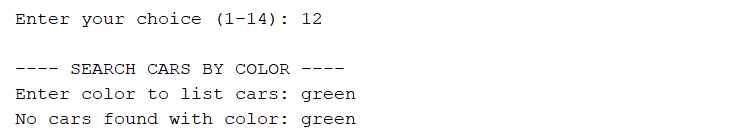 Enter your choice (1-14): 12
---- SEARCH CARS BY COLOR ----
Enter color to list cars: green
No cars found with color: green